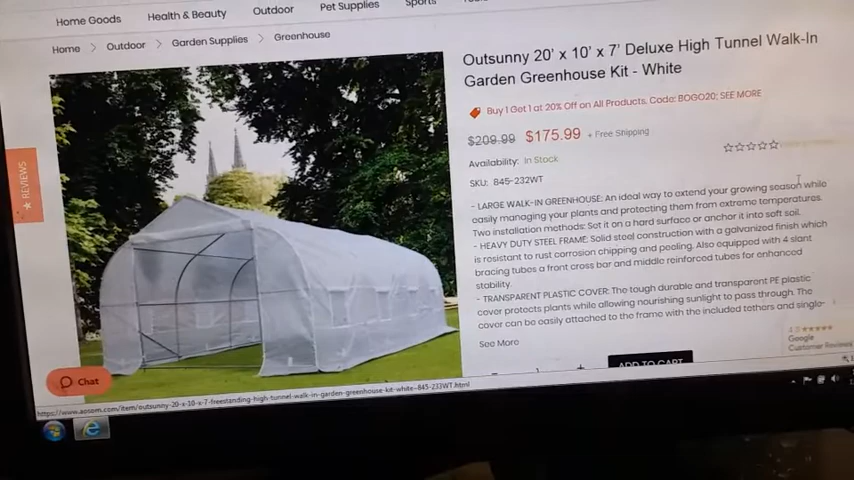 Home Goods Health & Beauty Outdoor Pet Supplies Sports
Home > Outdoor > Garden Supplies > Greenhouse
Outsunny 20' x 10' x 7' Deluxe High Tunnel Walk-In
Garden Greenhouse Kit - White
Buy 1 Get 1 at 20% Off on All Products, Code: BOGO20; SEE MORE
$209.99 $175.99 + Free Shipping
Availability: In Stock
SKU: 845-232WT
- LARGE WALK-IN GREENHOUSE: An ideal way to extend your growing season while
easily managing your plants and protecting them from extreme temperatures.
Two installation methods: Set it on a hard surface or anchor it into soft soil.
- HEAVY DUTY STEEL FRAME: Solid steel construction with a galvanized finish which
is resistant to rust corrosion chipping and peeling. Also equipped with 4 slant
bracing tubes a front cross bar and middle reinforced tubes for enhanced
stability.
- TRANSPARENT PLASTIC COVER: The tough durable and transparent PE plastic
cover protects plants while allowing nourishing sunlight to pass through. The
cover can be easily attached to the frame with the included tethers and single-
See More
1 +
ADD TO CART
REVIEWS
Chat
4.9
Google
Customer Reviews
https://www.aosom.com/item/outsunny-20-x-10-x-7-freestanding-high-tunnel-walk-in-garden-greenhouse-kit-white~845-232WT.html